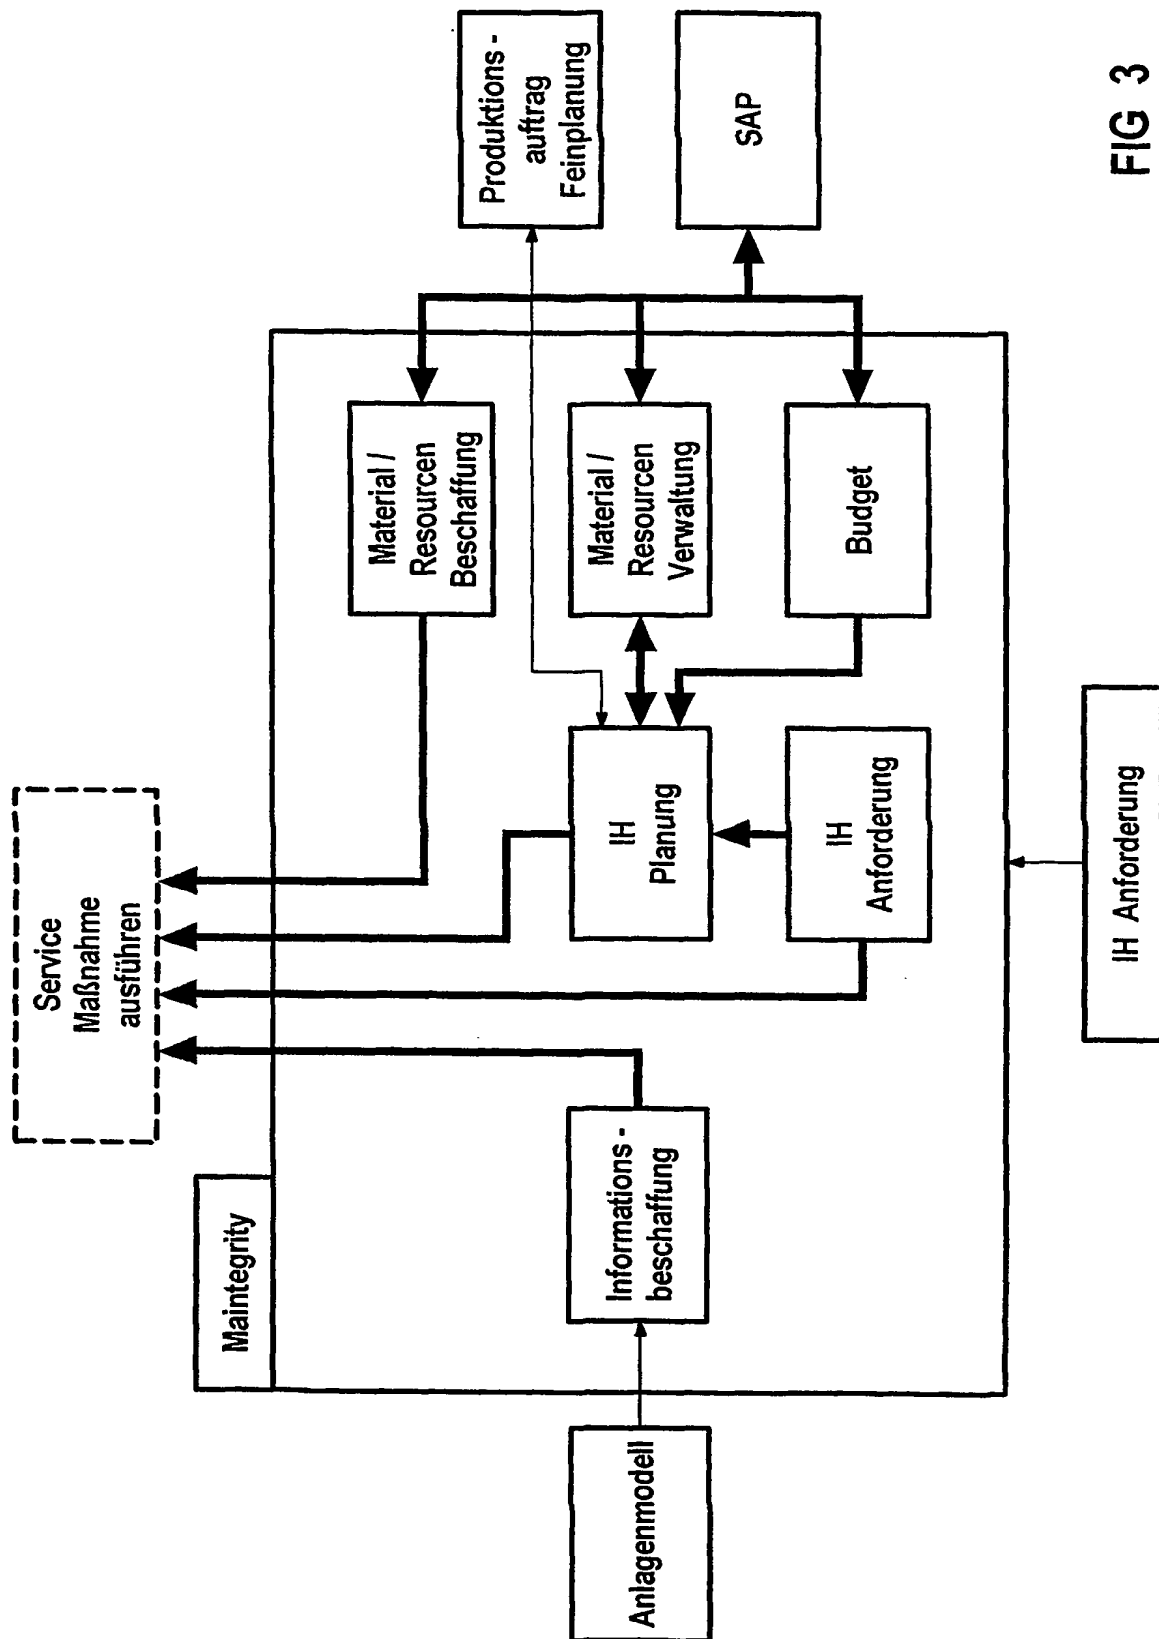 Service
Maßnahme
ausführen
Maintegrity
Anlagenmodell
Informations -
beschaffung
IH
Planung
IH
Anforderung
Material /
Resourcen
Beschaffung
Material /
Resourcen
Verwaltung
Budget
Produktions -
auftrag
Feinplanung
SAP
IH Anforderung
FIG 3